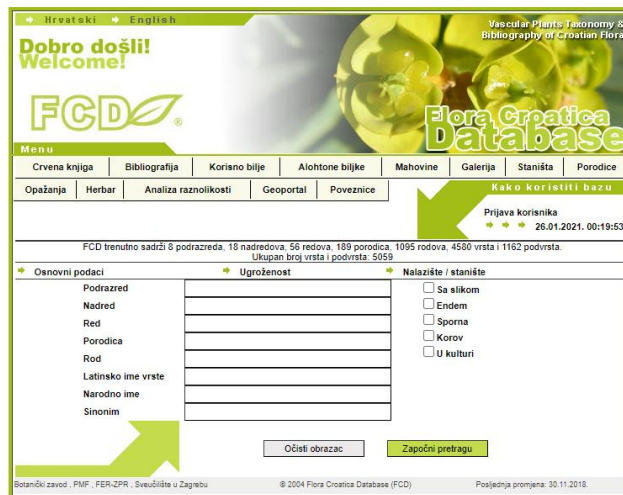 Hrvatski English
Vascular Plants Taxonomy &
Bibliography of Croatian Flora
Dobro došli!
Welcome!
FCD ®
Flora Croatica
Database
Menu
Crvena knjiga Bibliografija Korisno bilje Alohtone biljke Mahovine Galerija Staništa Porodice
Opažanja Herbar Analiza raznolikosti Geoportal Poveznice
Kako koristiti bazu
Prijava korisnika
26.01.2021. 00:19:53
FCD trenutno sadrži 8 podrazreda, 18 nadredova, 56 redova, 189 porodica, 1095 rodova, 4580 vrsta i 1162 podvrsta.
Ukupan broj vrsta i podvrsta: 5059
Osnovni podaci Ugroženost Nalazište / stanište
Podrazred Sa slikom
Nadred Endem
Red Sporna
Porodica Korov
Rod U kulturi
Latinsko ime vrste
Narodno ime
Sinonim
Očisti obrazac Započni pretragu
Botanički zavod , PMF , FER-ZPR , Sveučilište u Zagrebu © 2004 Flora Croatica Database (FCD) Posljednja promjena: 30.11.2018.